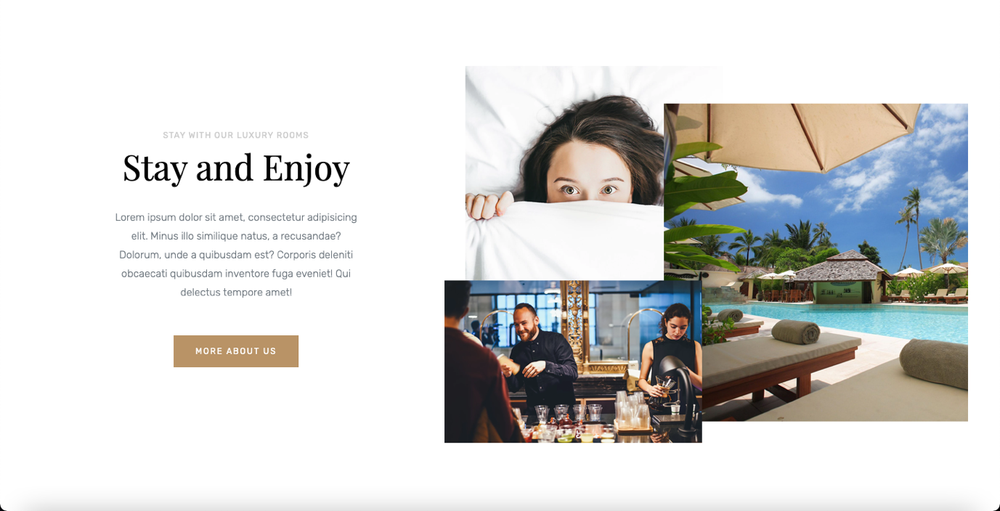 STAY WITH OUR LUXURY ROOMS
Stay and Enjoy
Lorem ipsum dolor sit amet, consectetur adipisicing
elit. Minus illo similique natus, a recusandae?
Dolorum, unde a quibusdam est? Corporis deleniti
obcaecati quibusdam inventore fuga eveniet! Qui
delectus tempore amet!
MORE ABOUT US